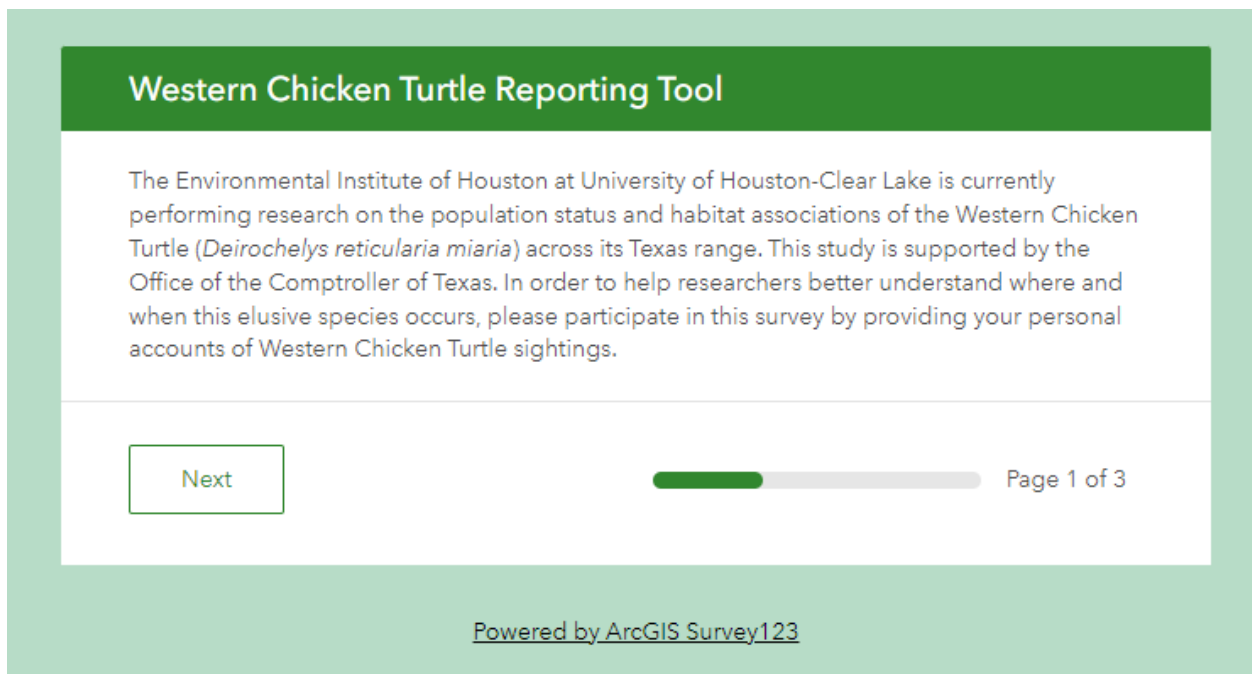 Western Chicken Turtle Reporting Tool
The Environmental Institute of Houston at University of Houston-Clear Lake is currently
performing research on the population status and habitat associations of the Western Chicken
Turtle (Deirochelys reticularia miaria) across its Texas range. This study is supported by the
Office of the Comptroller of Texas. In order to help researchers better understand where and
when this elusive species occurs, please participate in this survey by providing your personal
accounts of Western Chicken Turtle sightings.
Next
Page 1 of 3
Powered by ArcGIS Survey123